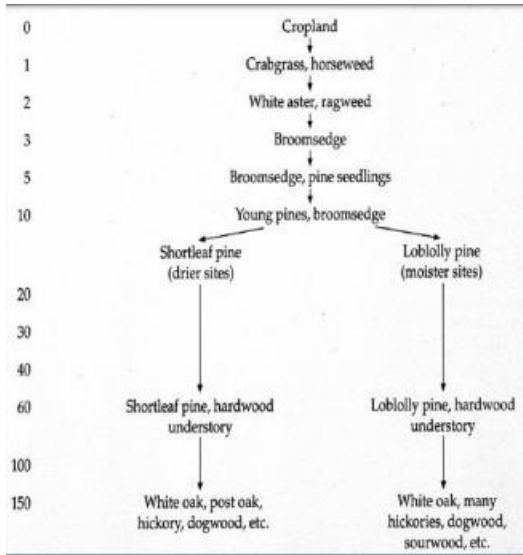 0 Cropland
1 Crabgrass, horseweed
2 White aster, ragweed
3 Broomsedge
5 Broomsedge, pine seedlings
10 Young pines, broomsedge
Shortleaf pine Loblolly pine
(drier sites) (moister sites)
20
30
40
60 Shortleaf pine, hardwood Loblolly pine, hardwood
understory understory
100
150 White oak, post oak, White oak, many
hickory, dogwood, etc. hickories, dogwood,
sourwood, etc.